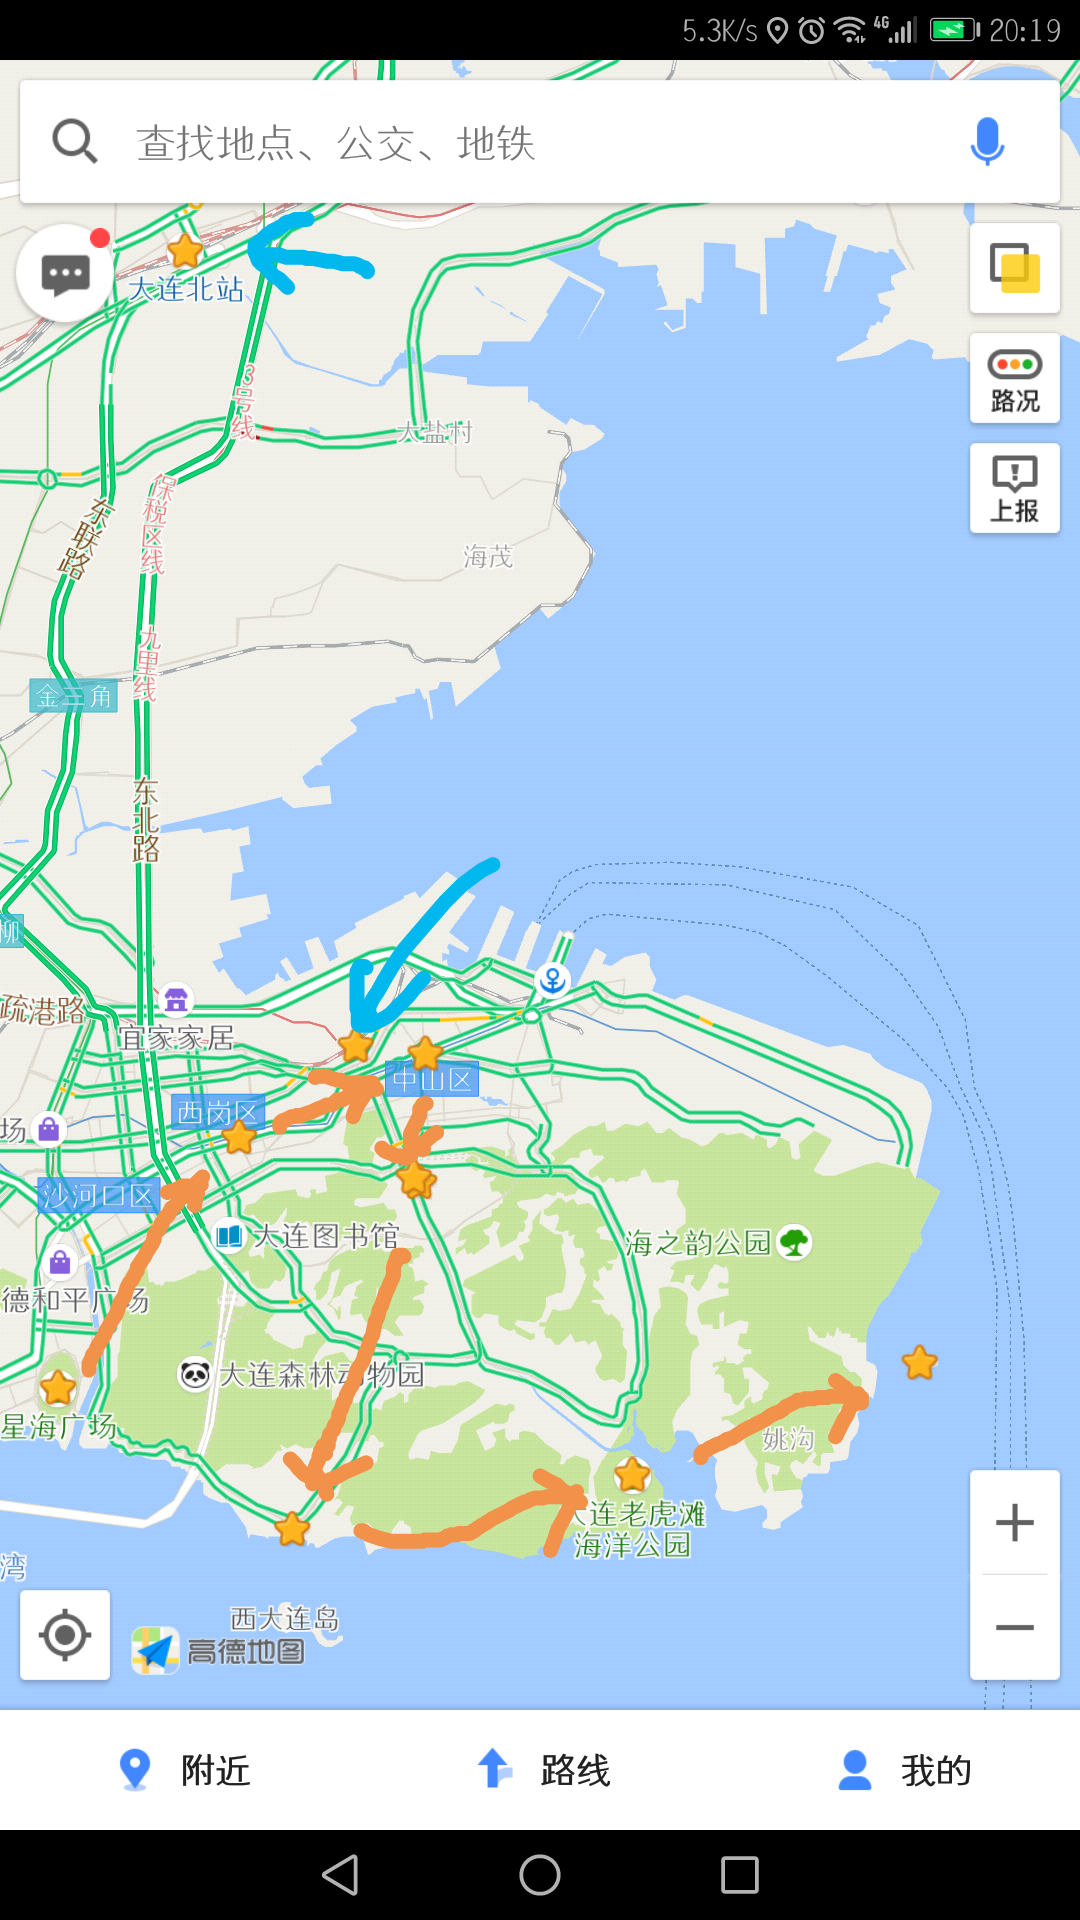 5.3K/s 4G 20:19
查找地点、公交、地铁
大连北站
3号线
路况
大盐村
上报
保税区线
东联路
海茂
九里线
金三角
东北路
柳
疏港路
宜家家居
中山区
西岗区
场
沙河口区
大连图书馆
海之韵公园
德和平广场
大连森林动物园
星海广场
姚沟
连老虎滩
海洋公园
湾
西大连岛
高德地图
附近 路线 我的